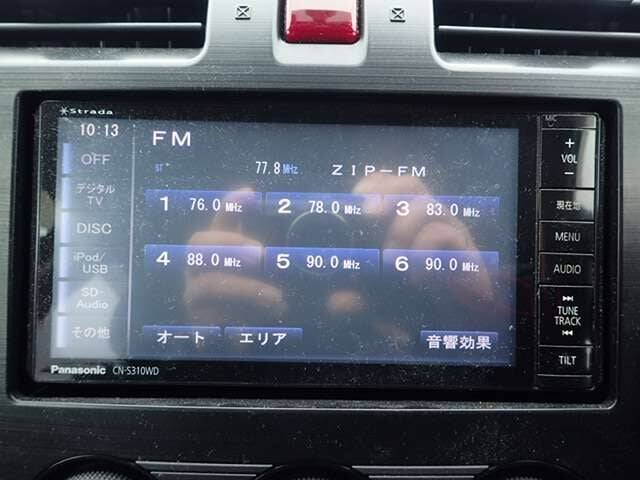 Strada
MIC
10:13
FM
OFF
ST
77.8 MHz ZIP-FM
+
VOL
-
デジタル
TV
1 76.0 MHz 2 78.0 MHz 3 83.0 MHz
現在地
DISC
MENU
iPod/
USB
4 88.0 MHz 5 90.0 MHz 6 90.0 MHz
AUDIO
SD-
Audio
TUNE
TRACK
その他
オート エリア 音響効果
TILT
Panasonic CN-S310WD